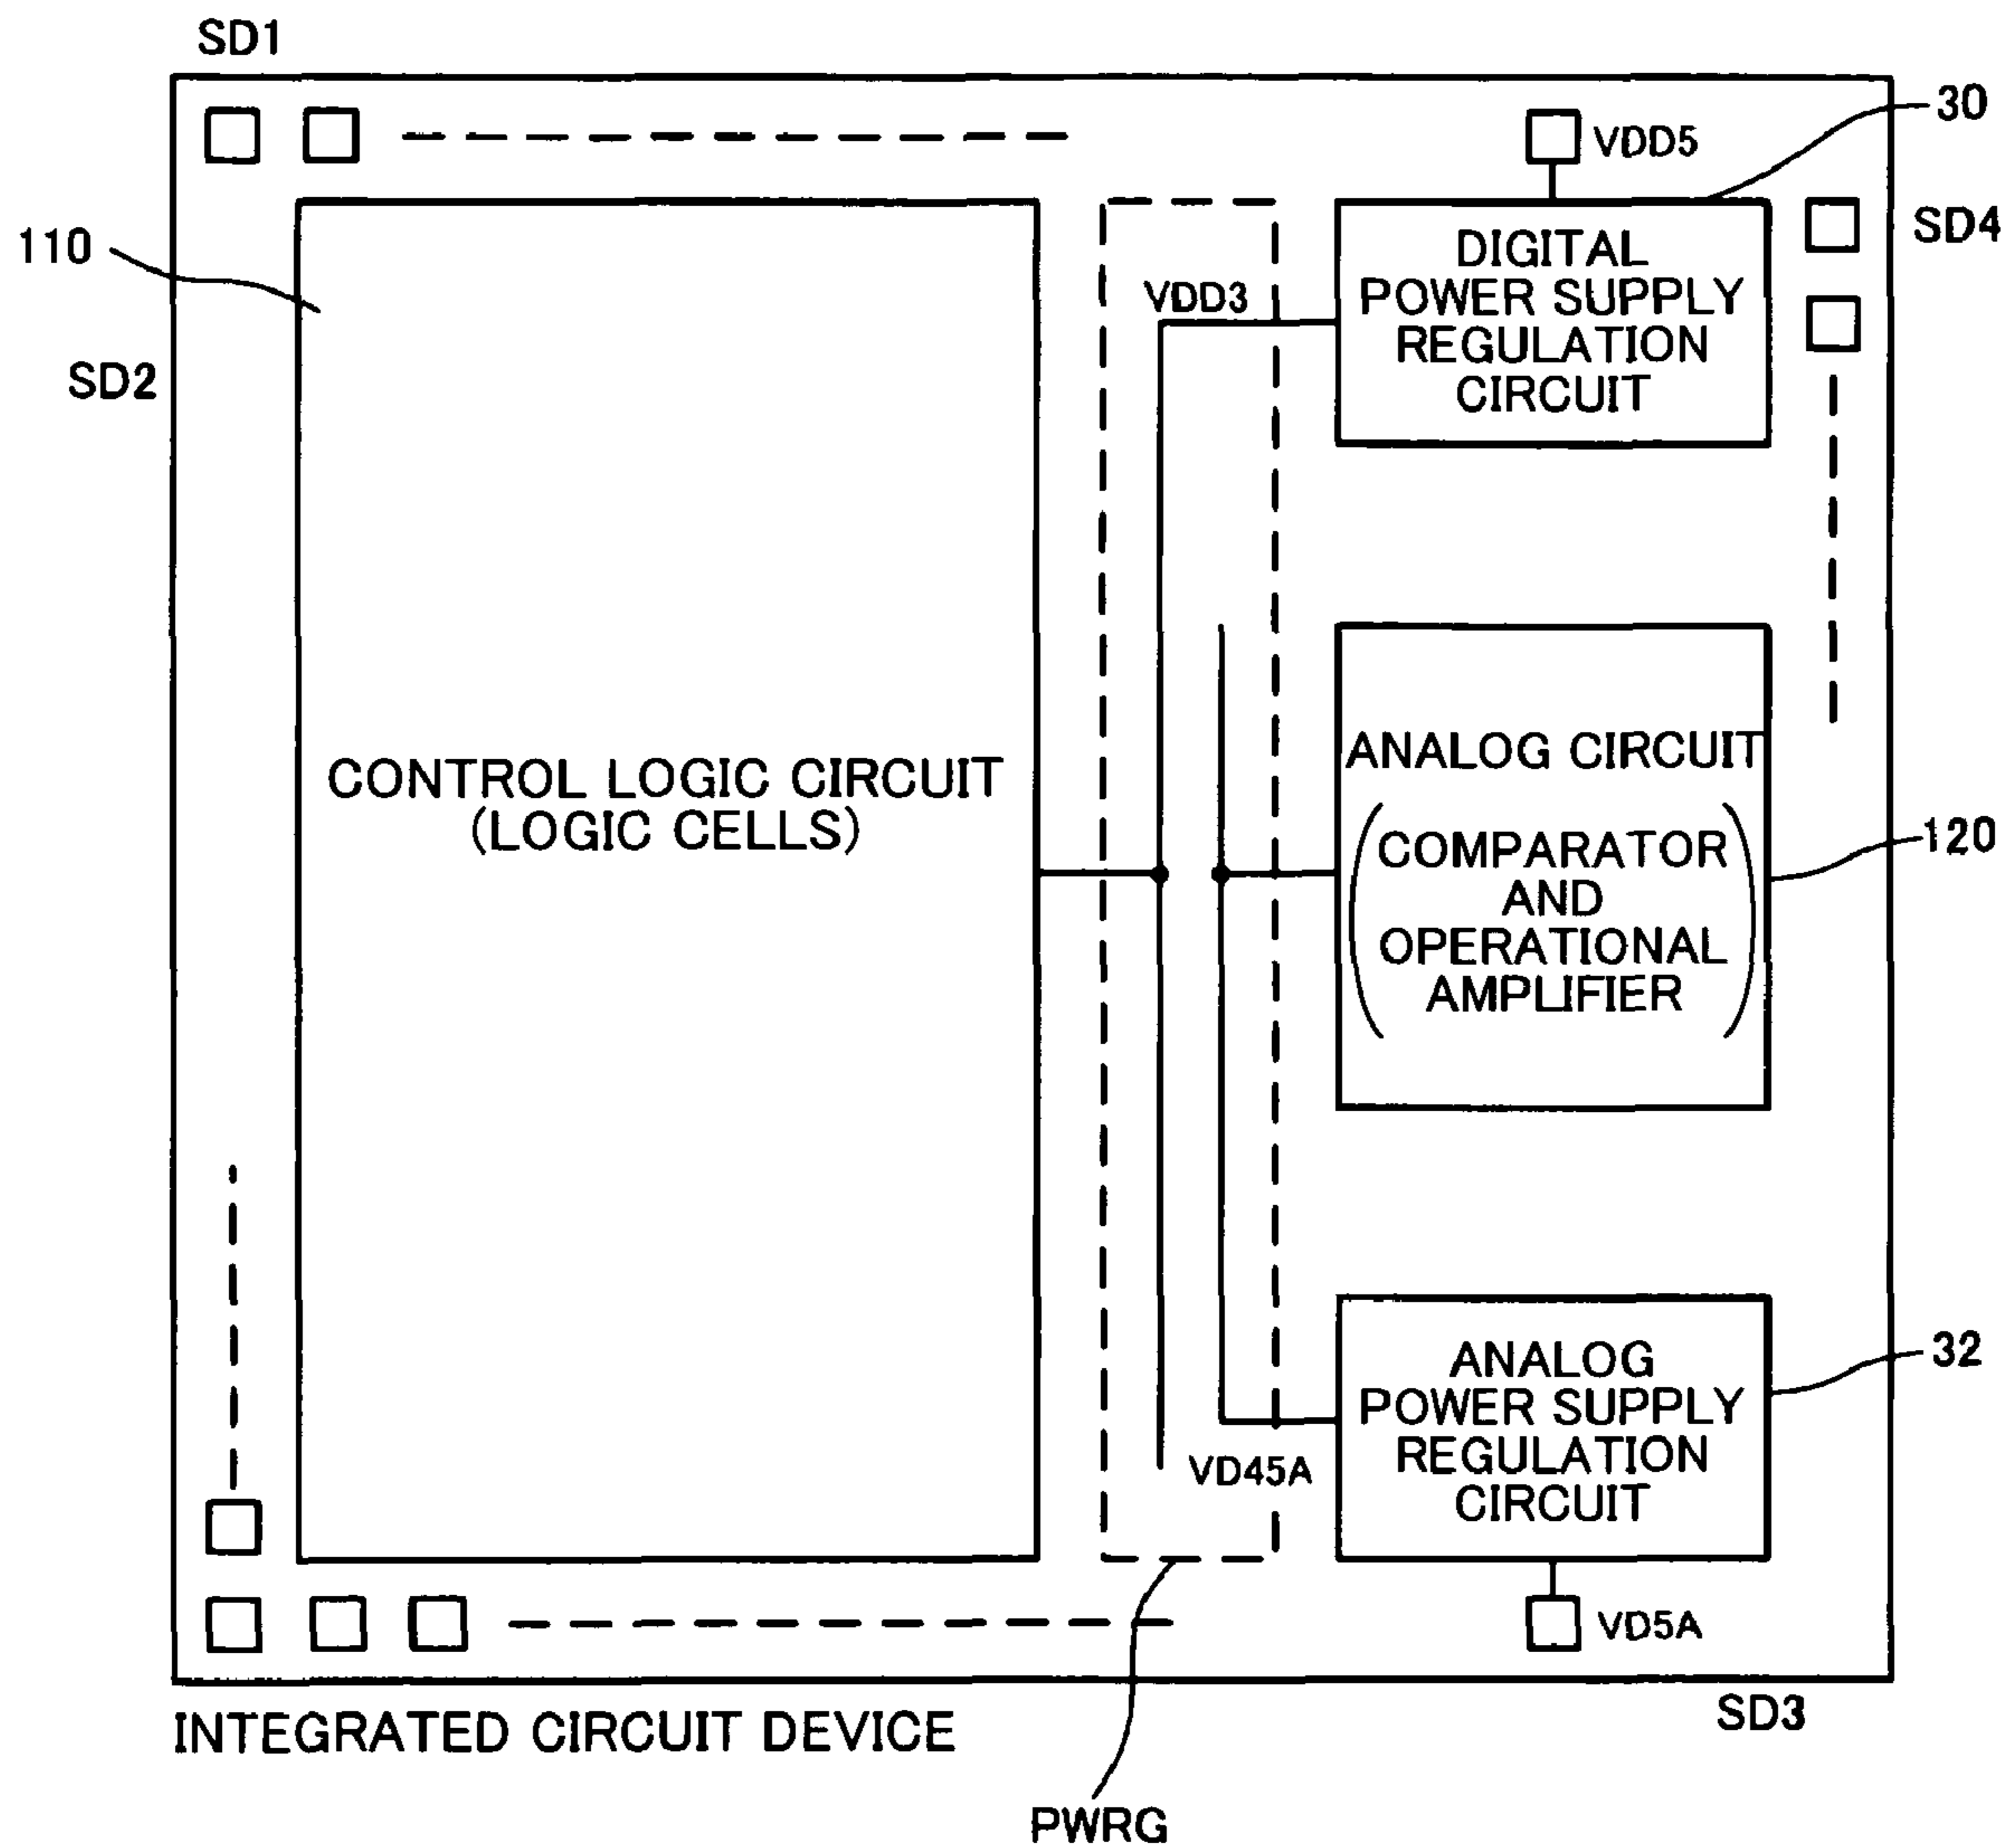 SD1
30
VDD5
110
SD4
DIGITAL
POWER SUPPLY
REGULATION
CIRCUIT
VDD3
SD2
CONTROL LOGIC CIRCUIT
(LOGIC CELLS)
ANALOG CIRCUIT
COMPARATOR
AND
OPERATIONAL
AMPLIFIER
120
32
ANALOG
POWER SUPPLY
REGULATION
CIRCUIT
VD45A
VD5A
SD3
INTEGRATED CIRCUIT DEVICE
PWRG